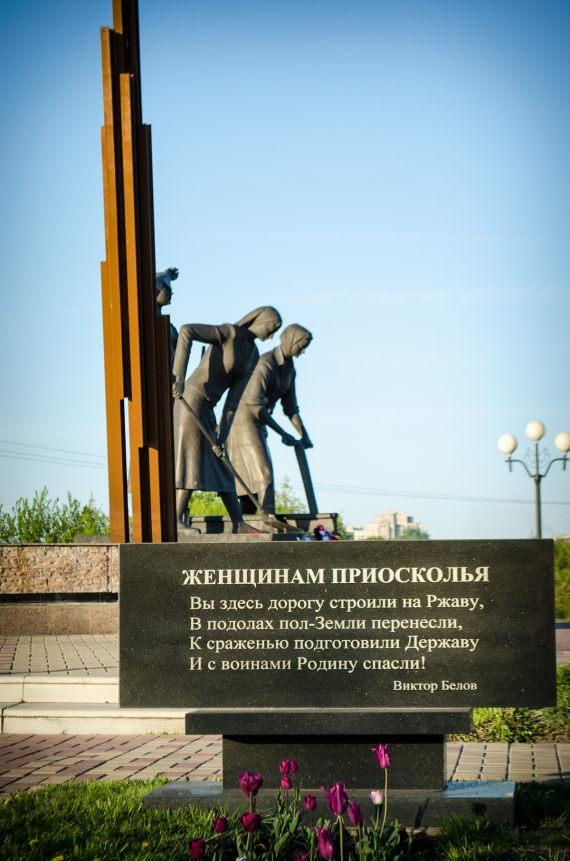 ЖЕНЩИНАМ ПРИОСКОЛЬЯ
Вы здесь дорогу строили на Ржаву,
В подолах пол-Земли перенесли,
К сраженью подготовили Державу
И с воинами Родину спасли!
Виктор Белов